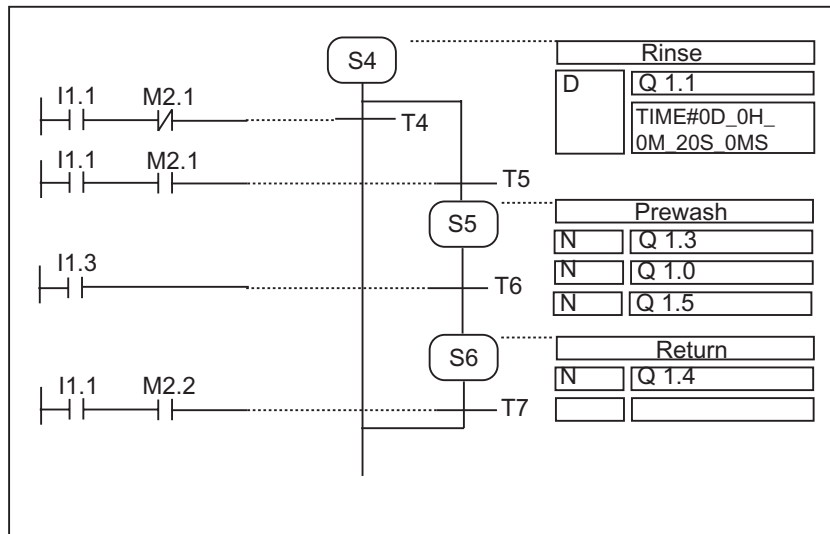 S4
Rinse
D
Q 1.1
TIME#0D_0H_
0M_20S_0MS
I1.1
M2.1
T4
I1.1
M2.1
T5
S5
Prewash
N
Q 1.3
N
Q 1.0
N
Q 1.5
I1.3
T6
S6
Return
N
Q 1.4
I1.1
M2.2
T7